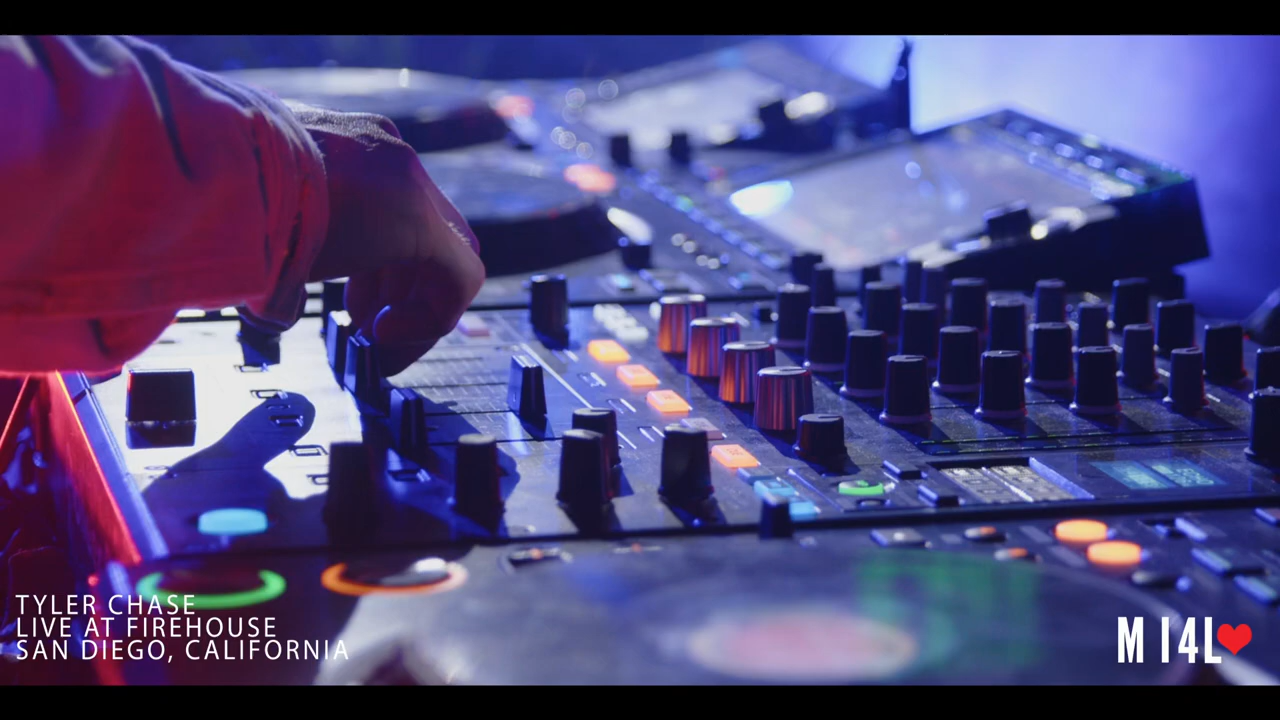 TYLER CHASE
LIVE AT FIREHOUSE
SAN DIEGO, CALIFORNIA
M I4L